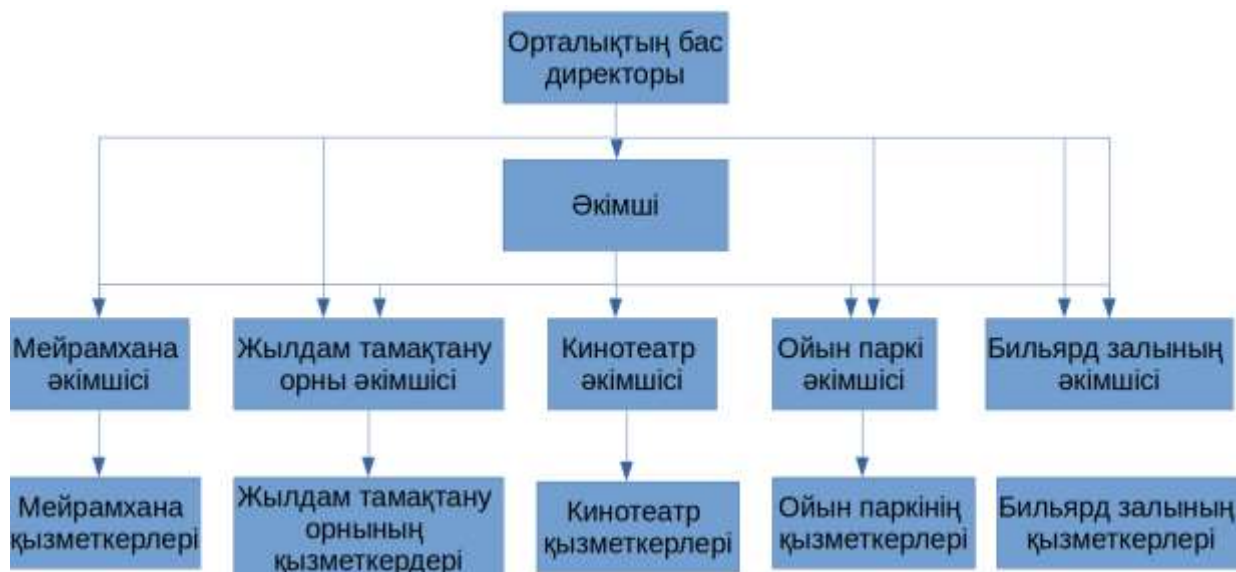 Орталықтың бас
директоры
Әкімші
Мейрамхана
әкімшісі
Жылдам тамақтану
орны әкімшісі
Кинотеатр
әкімшісі
Ойын паркі
әкімшісі
Бильярд залының
әкімшісі
Мейрамхана
қызметкерлері
Жылдам тамақтану
орнының
қызметкердері
Кинотеатр
қызметкерлері
Ойын паркінің
қызметкерлері
Бильярд залының
қызметкерлері